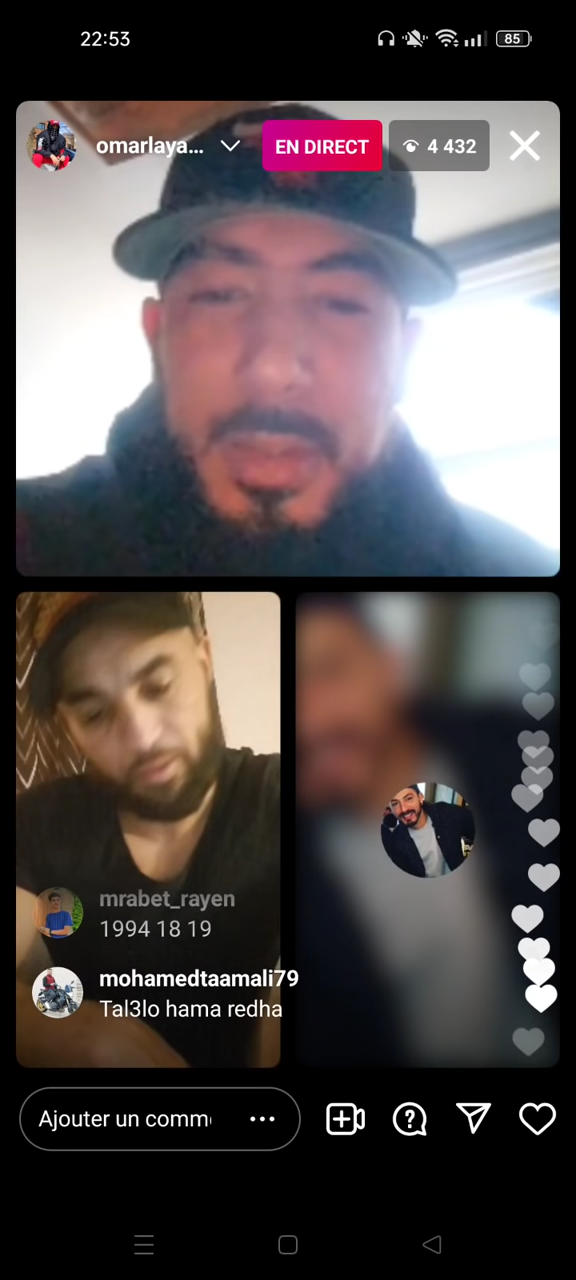 22:53
85
omarlaya...
EN DIRECT
4 432
mrabet_rayen
1994 18 19
mohamedtaamali79
Tal3lo hama redha
Ajouter un comm